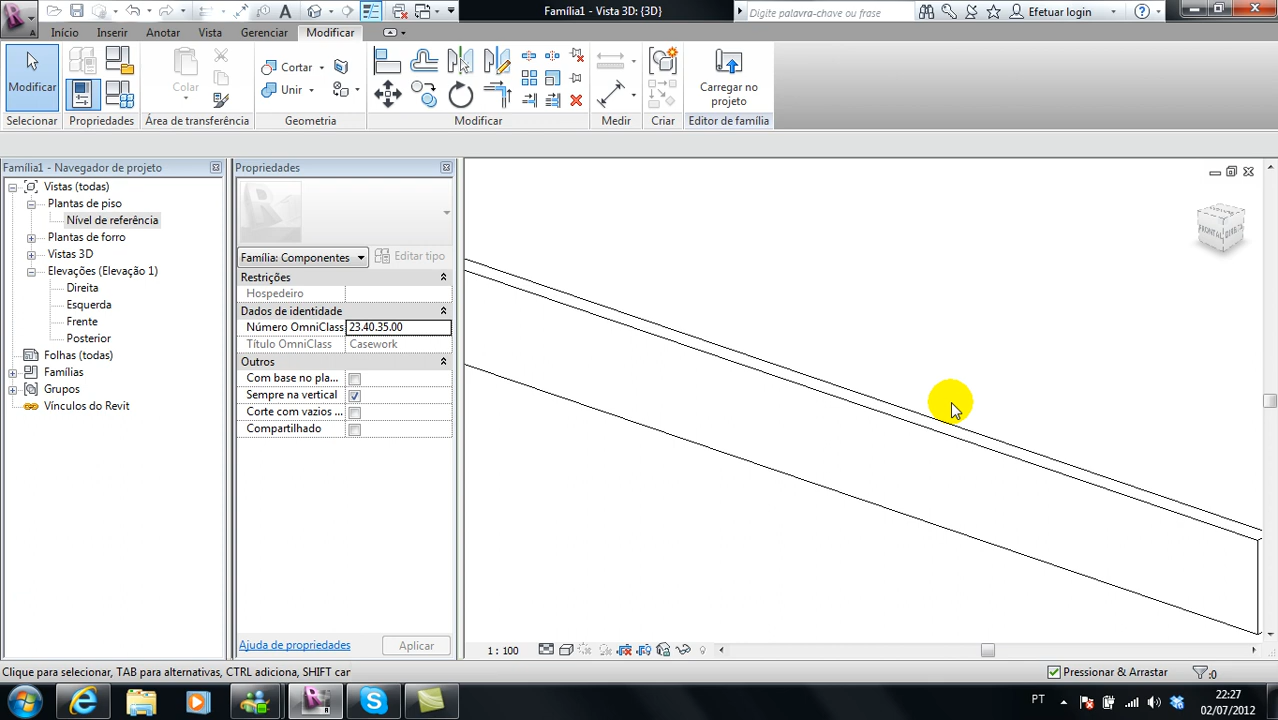 Família1 - Vista 3D: {3D}
Digite palavra-chave ou frase
Efetuar login
Início Inserir Anotar Vista Gerenciar Modificar
Modificar
Colar
Cortar
Unir
Carregar no projeto
Selecionar Propriedades Área de transferência Geometria Modificar Medir Criar Editor de família
Família1 - Navegador de projeto
Vistas (todas)
Plantas de piso
Nível de referência
Plantas de forro
Vistas 3D
Elevações (Elevação 1)
Direita
Esquerda
Frente
Posterior
Folhas (todas)
Famílias
Grupos
Vínculos do Revit
Propriedades
Família: Componentes
Editar tipo
Restrições
Hospedeiro
Dados de identidade
Número OmniClass 23.40.35.00
Título OmniClass Casework
Outros
Com base no pla...
Sempre na vertical
Corte com vazios ...
Compartilhado
Ajuda de propriedades
Aplicar
FRONTAL
1 : 100
Clique para selecionar, TAB para alternativas, CTRL adiciona, SHIFT car
Pressionar & Arrastar
:0
PT
22:27
02/07/2012